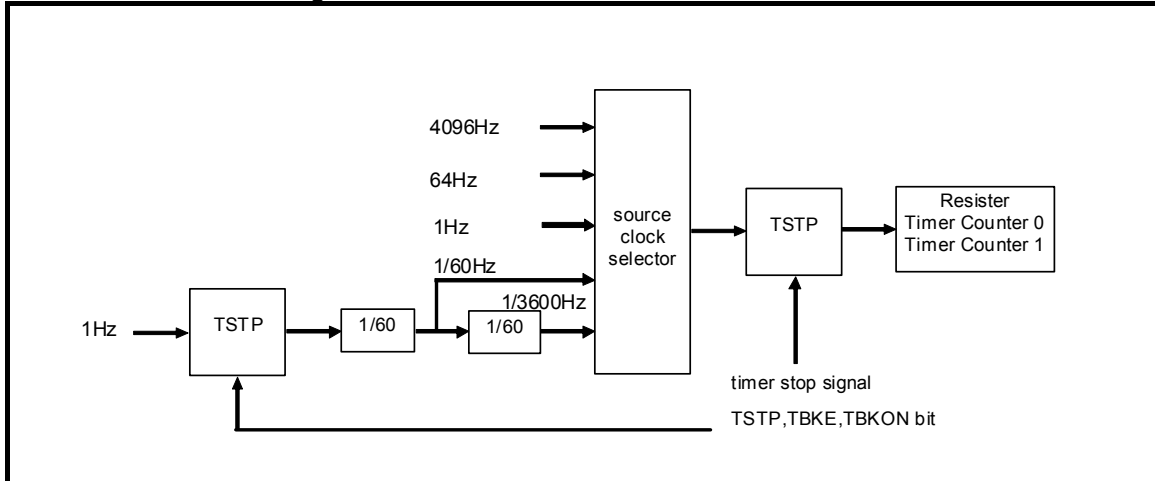 4096Hz
64Hz
1Hz
1/60Hz
1/3600Hz
source
clock
selector
TSTP
Resister
Timer Counter 0
Timer Counter 1
1Hz
TSTP
1/60
1/60
timer stop signal
TSTP,TBKE,TBKON bit